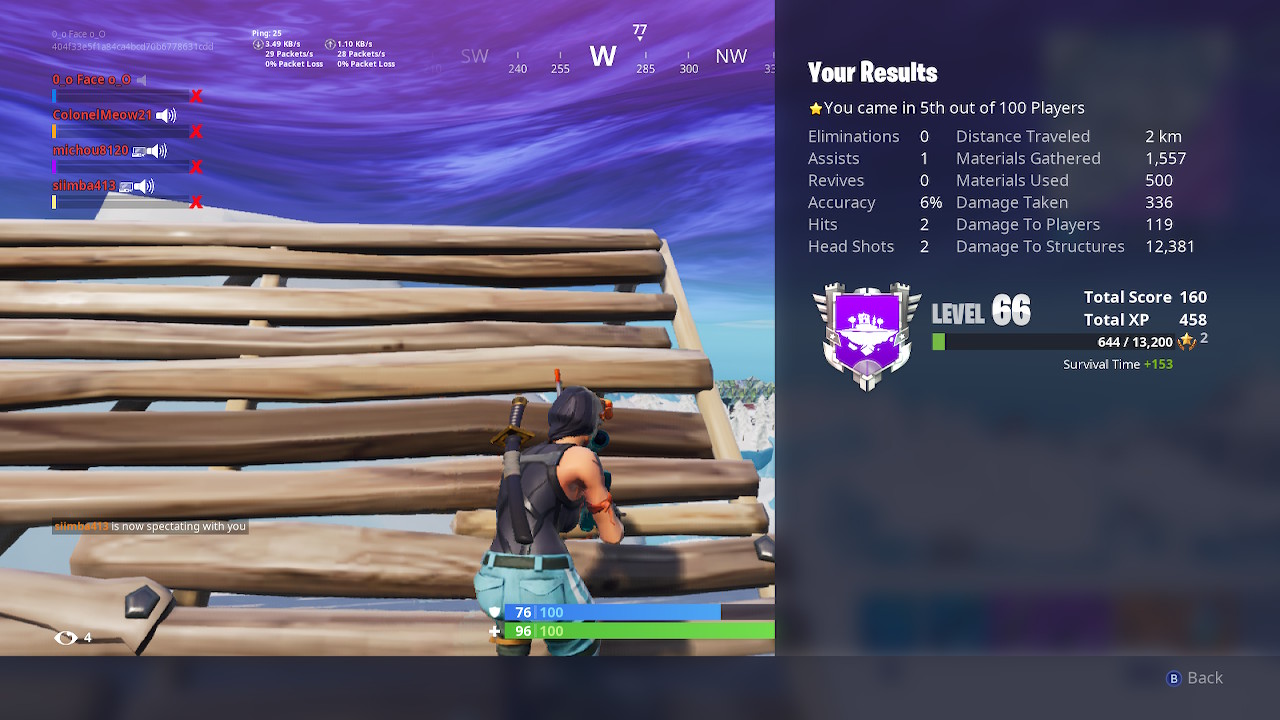 0_o Face o_O
404f33e5f1a84ca4bcd70b6778631cdd
Ping: 25
3.49 KB/s 1.10 KB/s
29 Packets/s 28 Packets/s
0% Packet Loss 0% Packet Loss
77
SW 240 255 W 285 300 NW
0_o Face o_O
ColonelMeow21
michou8120
siimba413
siimba413 is now spectating with you
4
76 100
96 100
Your Results
You came in 5th out of 100 Players
Eliminations 0 Distance Traveled 2 km
Assists 1 Materials Gathered 1,557
Revives 0 Materials Used 500
Accuracy 6% Damage Taken 336
Hits 2 Damage To Players 119
Head Shots 2 Damage To Structures 12,381
LEVEL 66
Total Score 160
Total XP 458
644 / 13,200 2
Survival Time +153
B Back